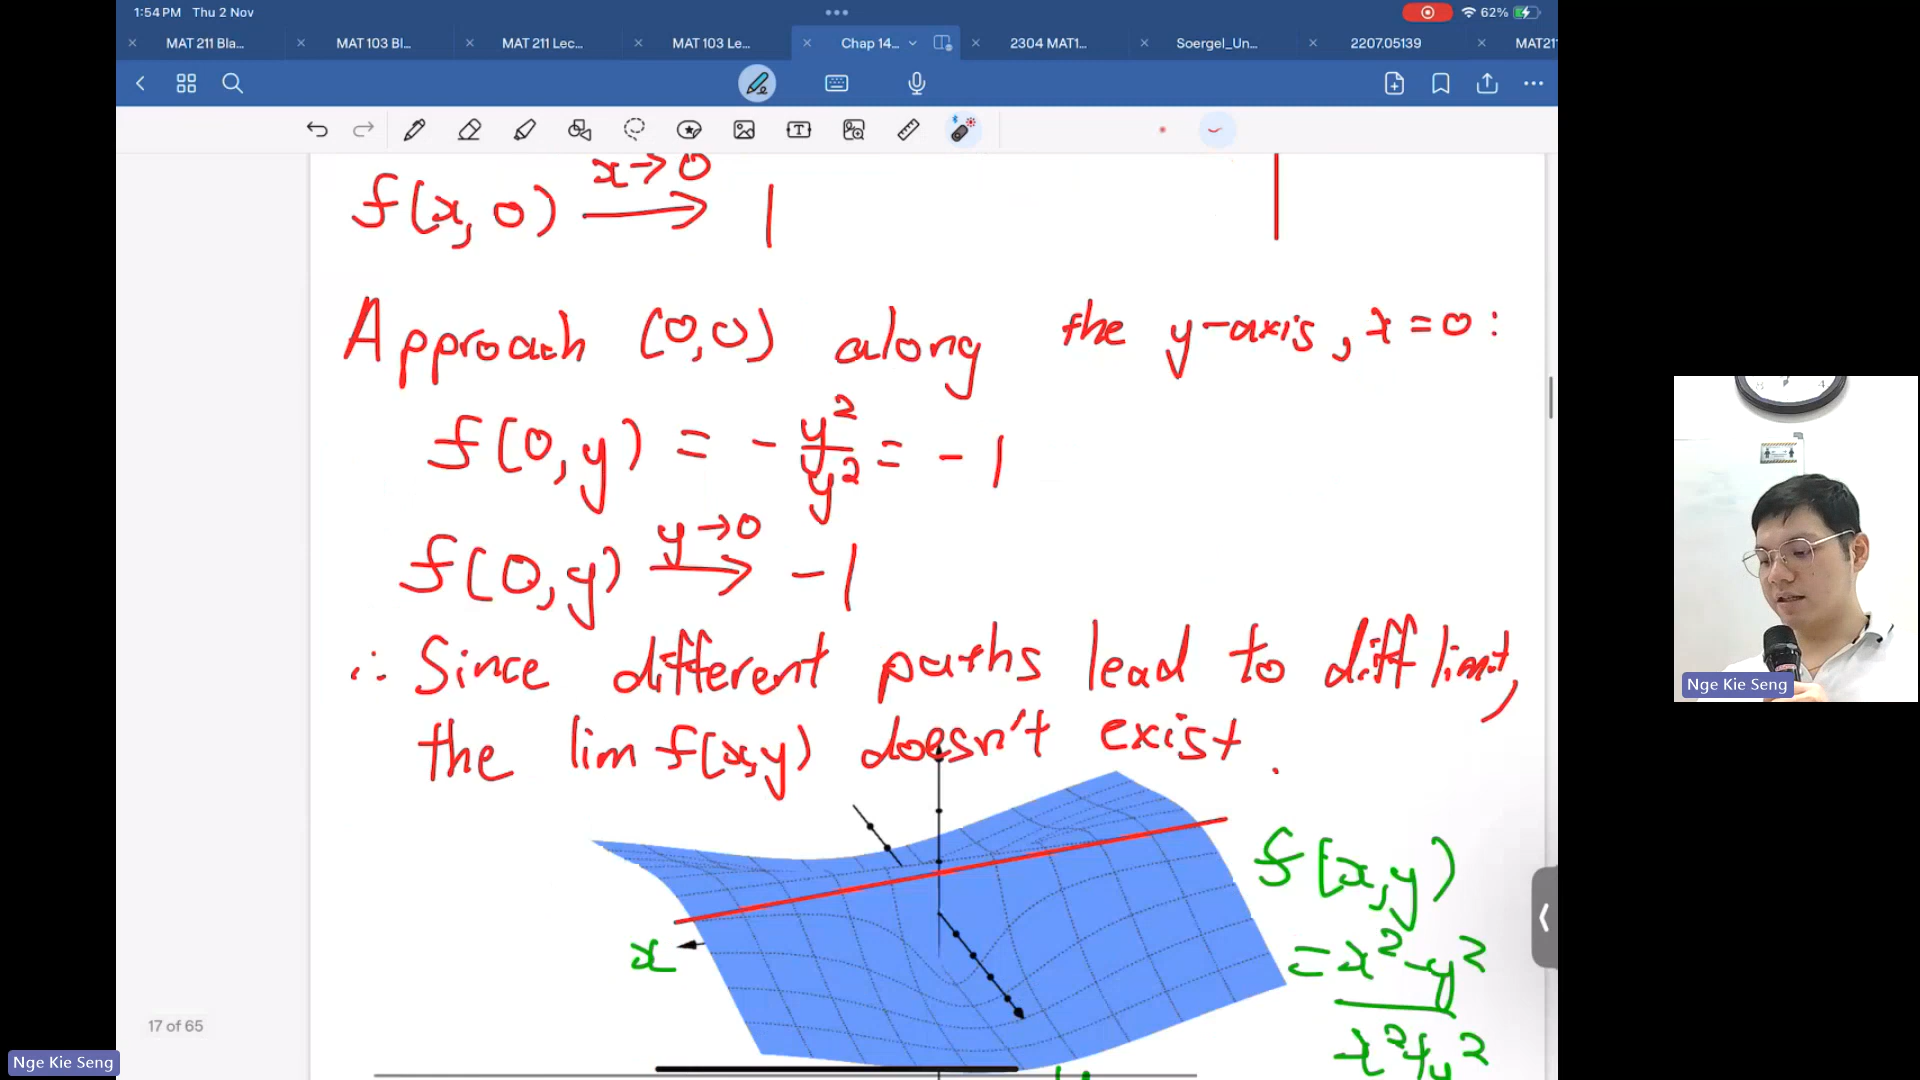 1:54 PM Thu 2 Nov
62%
MAT 211 Bla...
MAT 103 Bl...
MAT 211 Lec...
MAT 103 Le...
Chap 14...
2304 MAT1...
Soergel_Un...
2207.05139
MAT21
x→0
f(x,0) ⟶ 1
Approach (0,0) along the y-axis, x=0:
f(0,y) = - y²/y² = -1
y→0
f(0,y) ⟶ -1
∴ Since different paths lead to diff limit,
the lim f(x,y) doesn't exist.
f(x,y)
= x²-y²
x²+y²
x
17 of 65
Nge Kie Seng
Nge Kie Seng